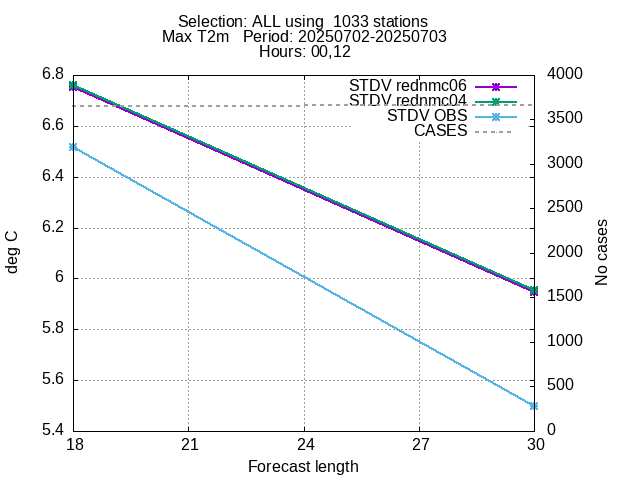 Selection: ALL using  1033 stations
Max T2m   Period: 20250702-20250703
Hours: 00,12
6.8
6.6
6.4
6.2
6
5.8
5.6
5.4
deg C
4000
3500
3000
2500
2000
1500
1000
500
0
No cases
STDV rednmc06
STDV rednmc04
STDV OBS
CASES
18
21
24
27
30
Forecast length